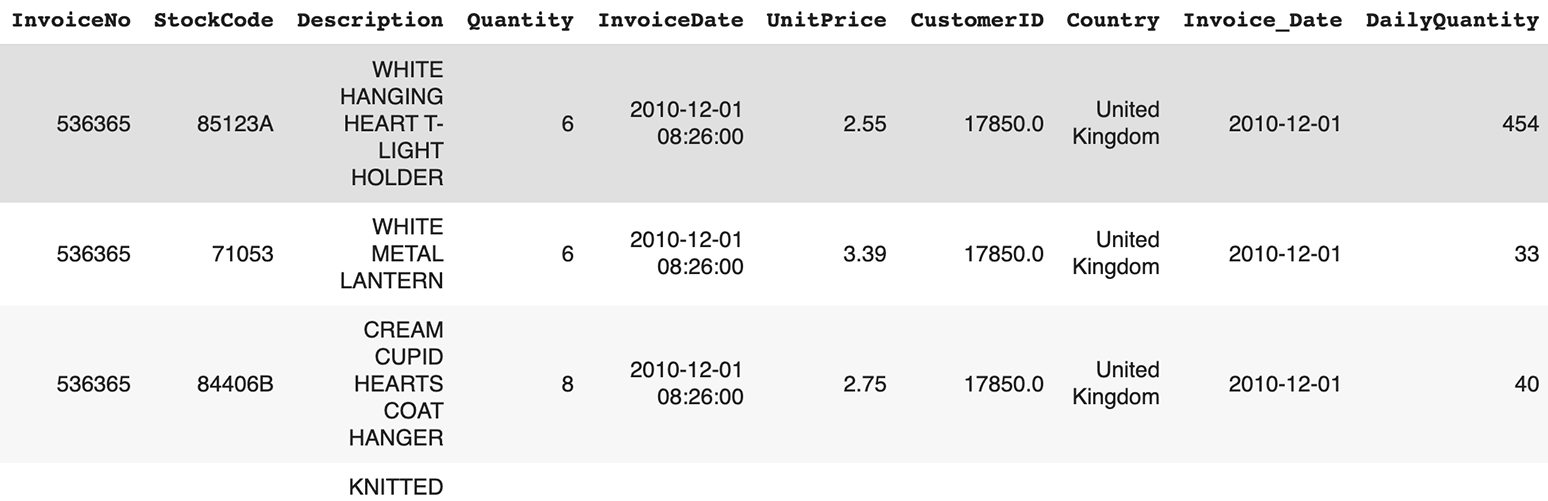 InvoiceNo StockCode Description Quantity InvoiceDate UnitPrice CustomerID Country Invoice_Date DailyQuantity
WHITE
HANGING
536365 85123A HEART T- 6 2010-12-01 2.55 17850.0 United 2010-12-01 454
LIGHT 08:26:00 Kingdom
HOLDER
WHITE
536365 71053 METAL 6 2010-12-01 3.39 17850.0 United 2010-12-01 33
LANTERN 08:26:00 Kingdom
CREAM
CUPID
536365 84406B HEARTS 8 2010-12-01 2.75 17850.0 United 2010-12-01 40
COAT 08:26:00 Kingdom
HANGER
KNITTED